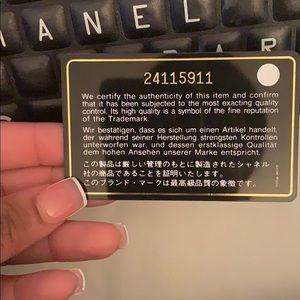 HANEL
24115911
We certify the authenticity of this item and confirm
that it has been subjected to the most exacting quality
control. Its high quality is a symbol of the fine reputation
of the Trademark.
Wir bestätigen, dass es sich um einen Artikel handelt,
der während seiner Herstellung strengsten Kontrollen
unterworfen war, und dessen erstklassige Qualität
dem hohen Ansehen unserer Marke entspricht.
この製品は厳しい管理のもとに製造されたシャネル
社の商品であることを証明いたします。
このブランド・マークは最高級品質の象徴です。